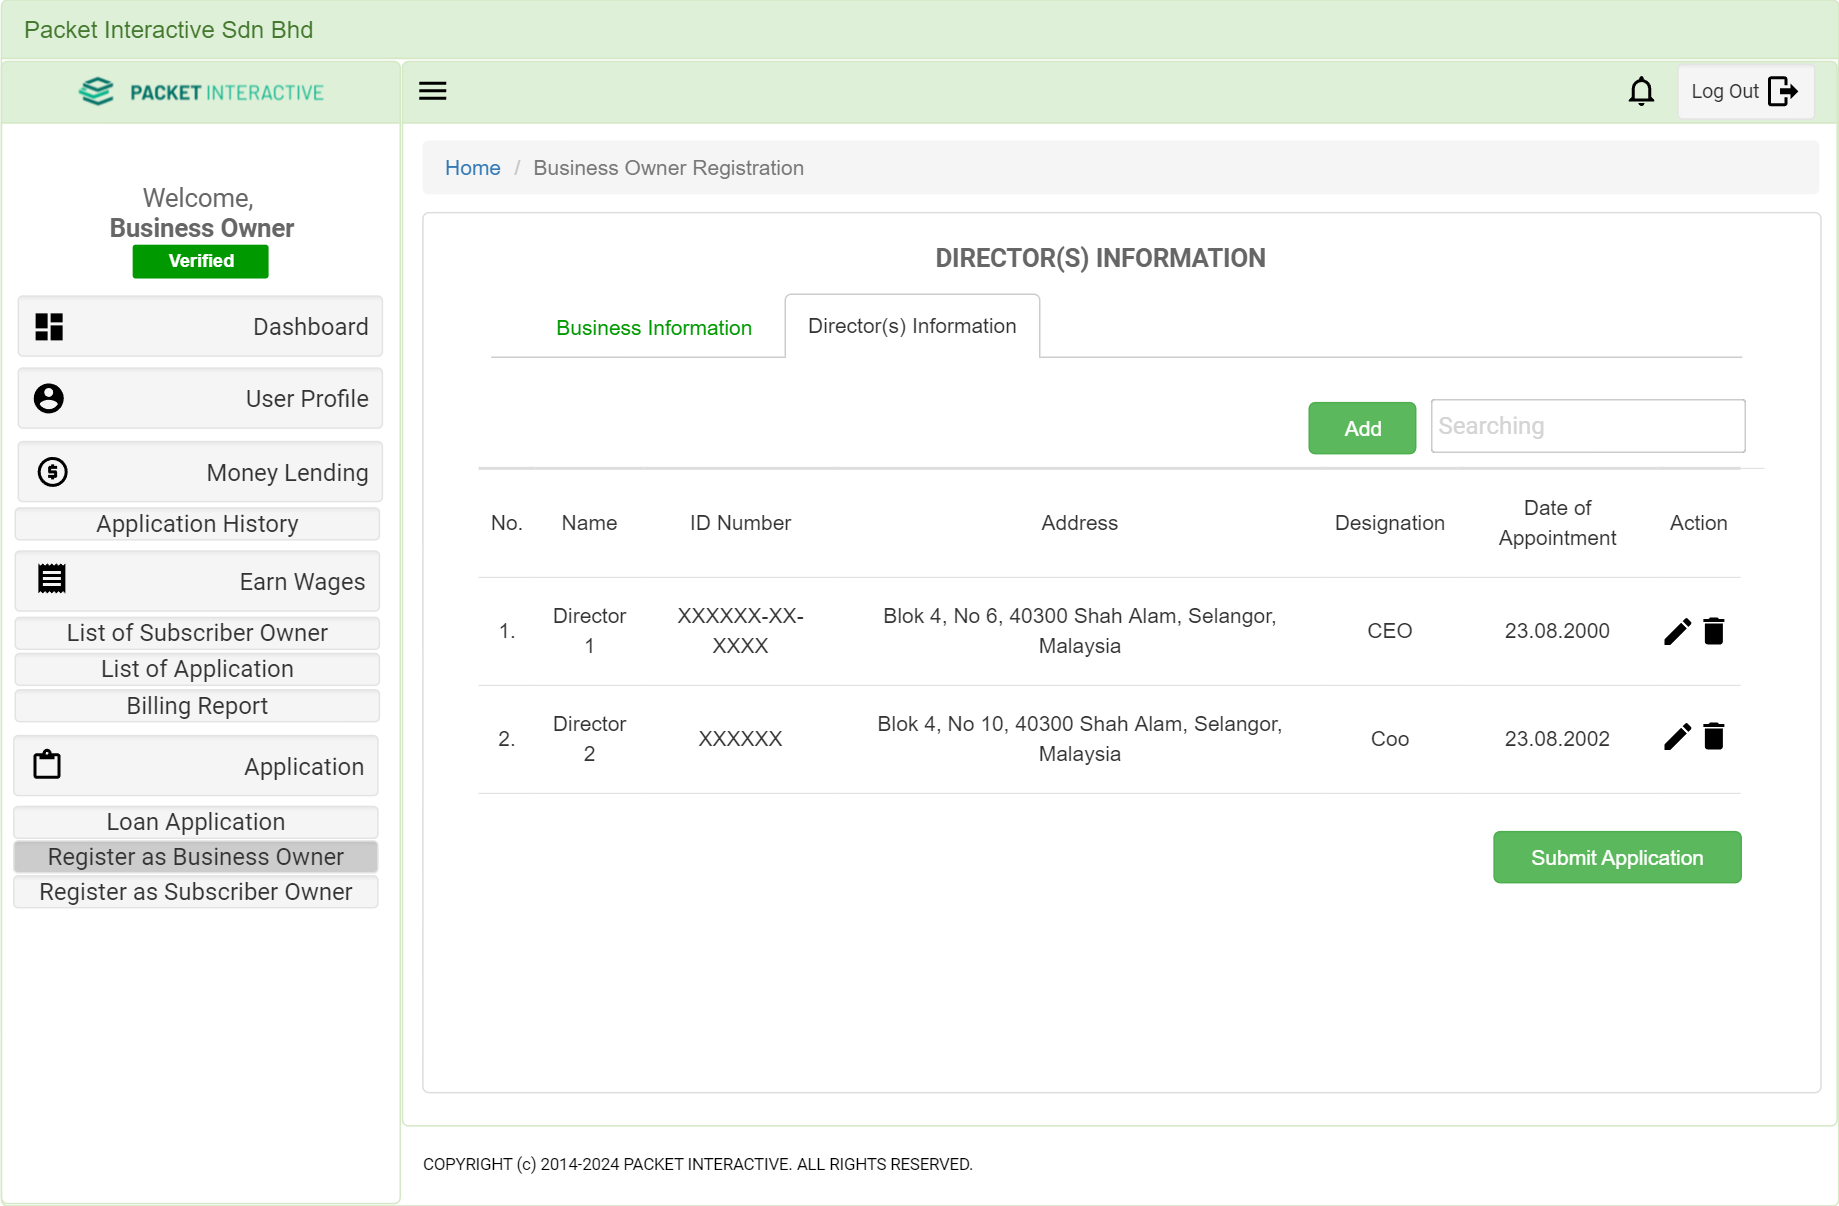 Packet Interactive Sdn Bhd
PACKET INTERACTIVE
Log Out
Welcome,
Business Owner
Verified
Dashboard
User Profile
Money Lending
Application History
Earn Wages
List of Subscriber Owner
List of Application
Billing Report
Application
Loan Application
Register as Business Owner
Register as Subscriber Owner
Home / Business Owner Registration
DIRECTOR(S) INFORMATION
Business Information
Director(s) Information
Add
Searching
No. Name ID Number Address Designation Date of Appointment Action
1. Director 1 XXXXXX-XX-XXXX Blok 4, No 6, 40300 Shah Alam, Selangor,
Malaysia CEO 23.08.2000
2. Director 2 XXXXXX Blok 4, No 10, 40300 Shah Alam, Selangor,
Malaysia Coo 23.08.2002
Submit Application
COPYRIGHT (c) 2014-2024 PACKET INTERACTIVE. ALL RIGHTS RESERVED.